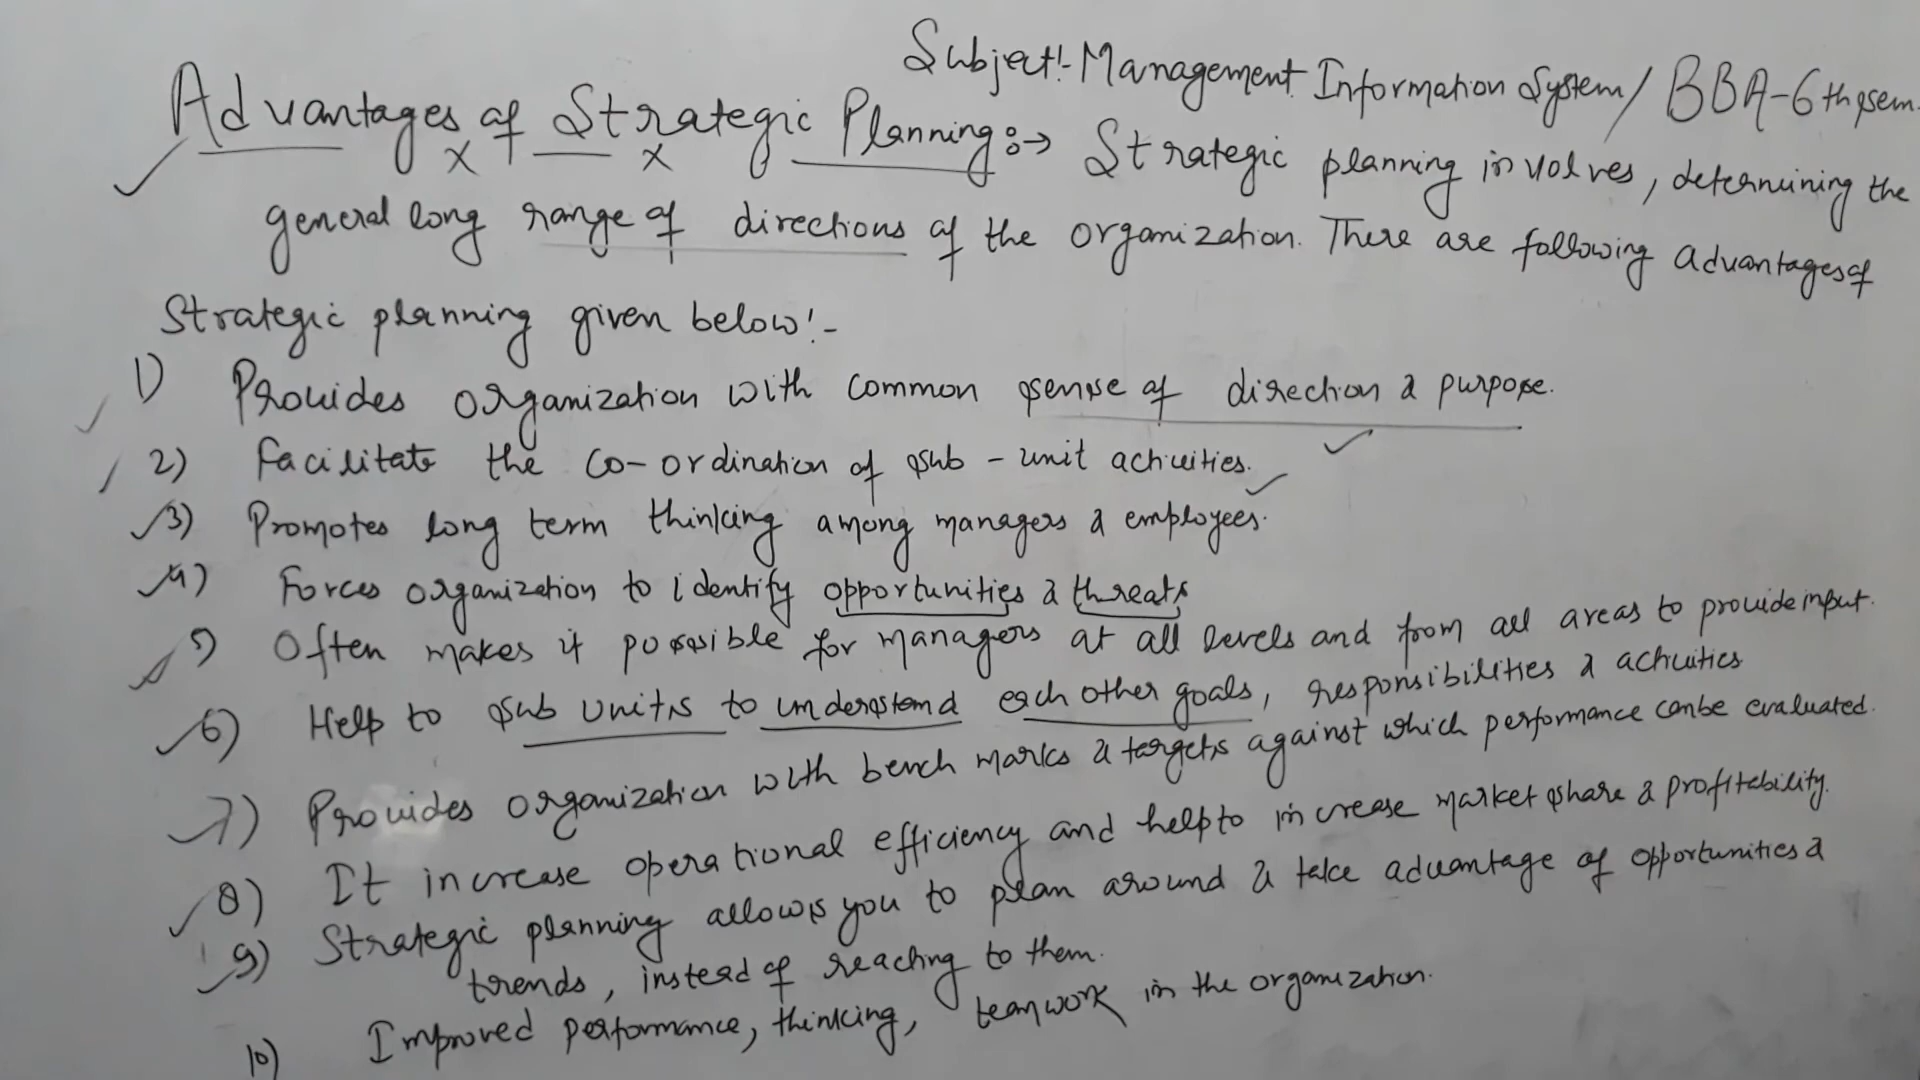 Subject:- Management Information System/ BBA-6th sem.
Advantages of Strategic Planning:→ Strategic planning involves, determining the
general long range of directions of the organization. There are following advantages of
Strategic planning given below:-
1) Provides organization with common sense of direction & purpose.
2) Facilitate the co-ordination of sub-unit activities.
3) Promotes long term thinking among managers & employees.
4) Forces organization to identify opportunities & threats
5) Often makes it possible for managers at all levels and from all areas to provide input.
6) Help to sub units to understand each other goals, responsibilities & activities
7) Provides organization with bench marks & targets against which performance can be evaluated.
8) It increase operational efficiency and help to increase market share & profitability.
9) Strategic planning allows you to plan around & take advantage of opportunities &
trends, instead of reacting to them.
10) Improved performance, thinking, teamwork in the organization.